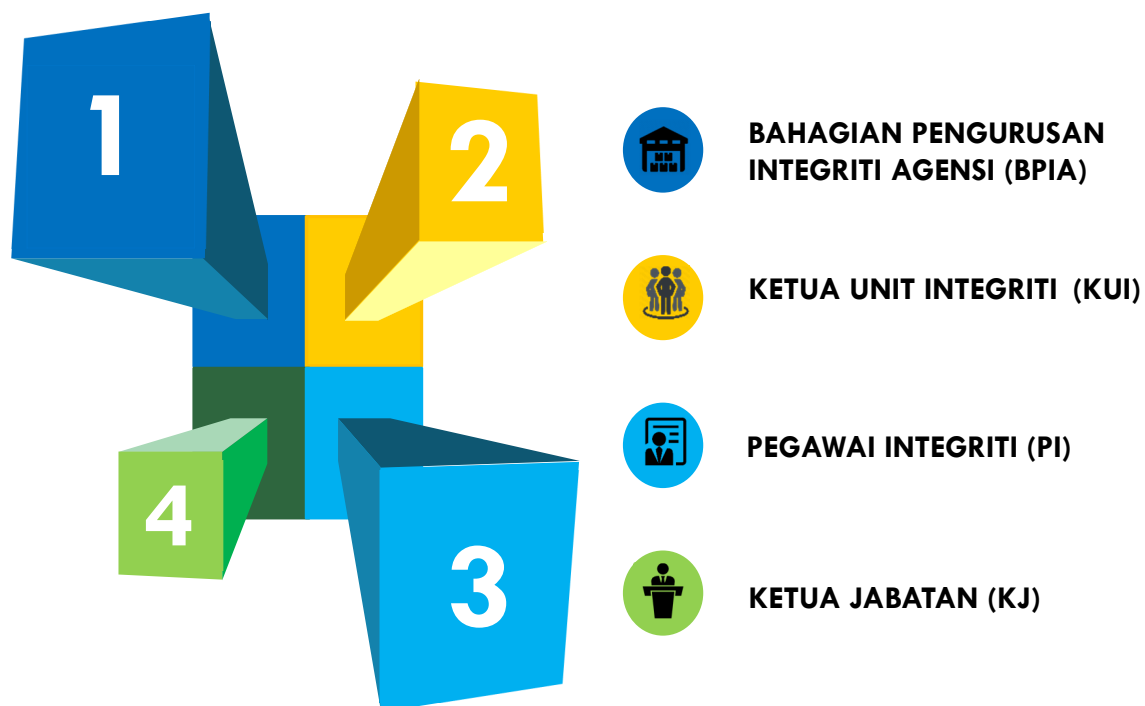 1
2
3
4
BAHAGIAN PENGURUSAN
INTEGRITI AGENSI (BPIA)
KETUA UNIT INTEGRITI (KUI)
PEGAWAI INTEGRITI (PI)
KETUA JABATAN (KJ)